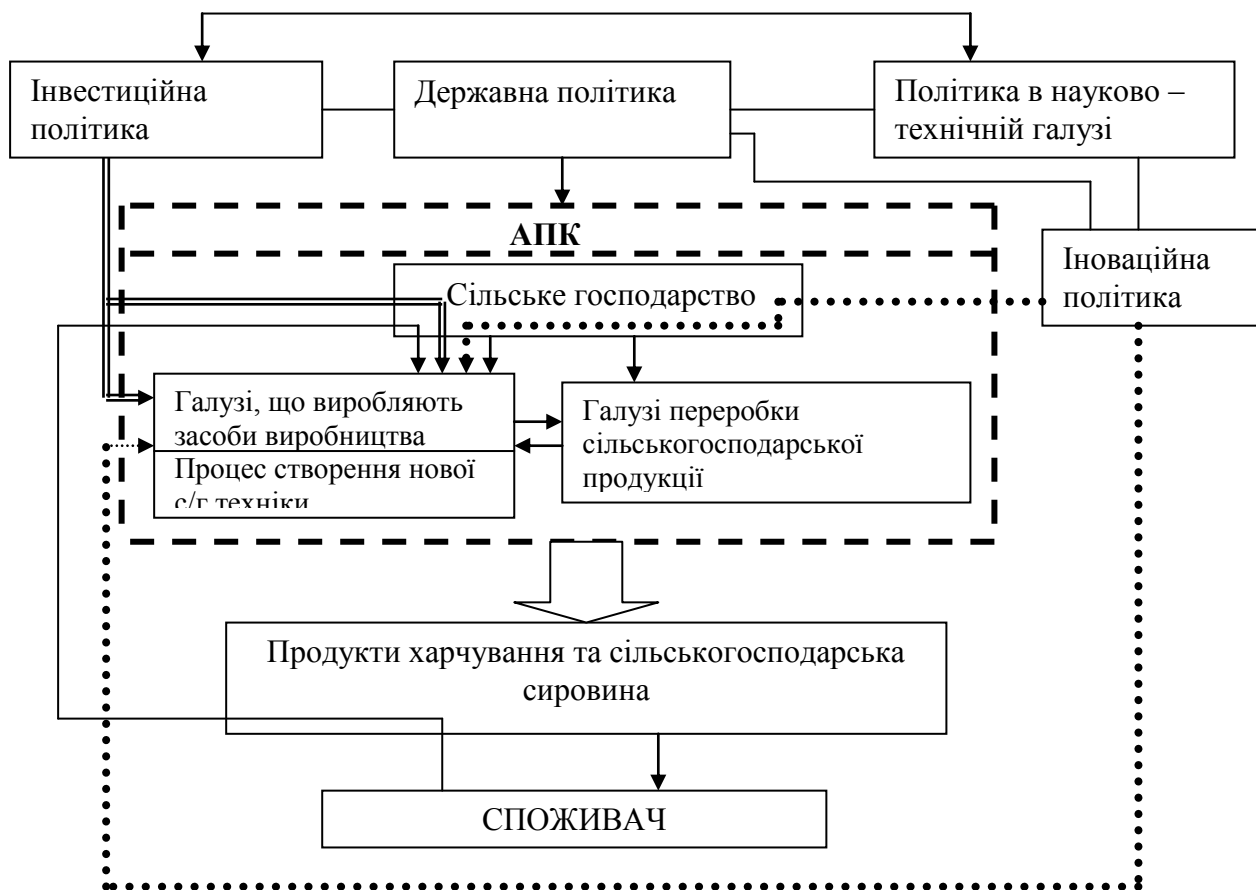 Інвестиційна
політика
Державна політика
Політика в науково –
технічній галузі
АПК
Іноваційна
політика
Сільське господарство
Галузі, що виробляють
засоби виробництва
Процес створення нової
с/г техніки
Галузі переробки
сільськогосподарської
продукції
Продукти харчування та сільськогосподарська
сировина
СПОЖИВАЧ